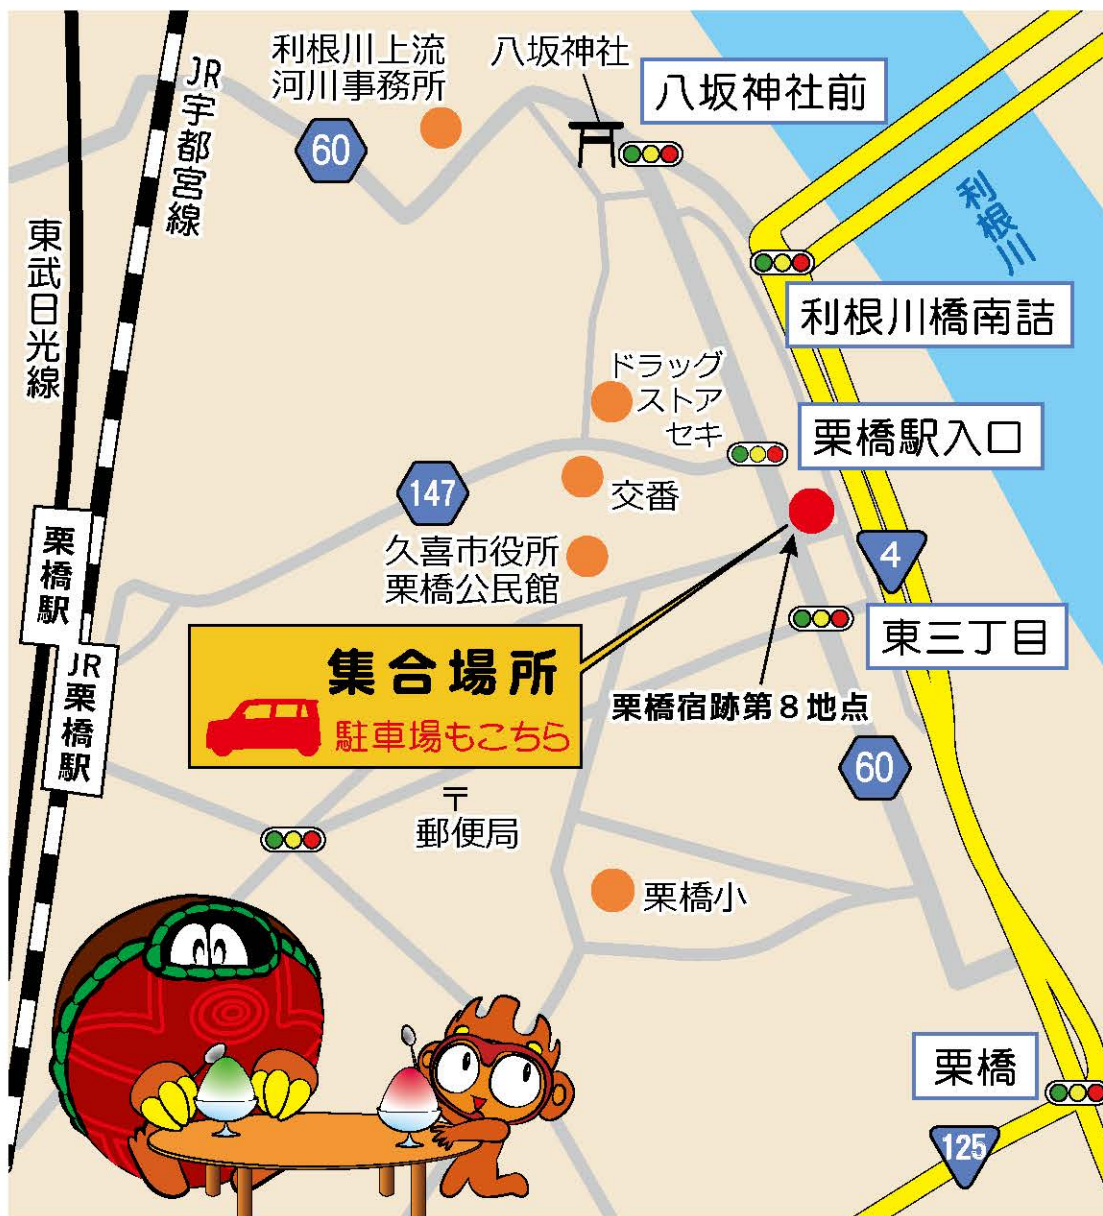 利根川上流
河川事務所
八坂神社
八坂神社前
JR宇都宮線
60
利根川
東武日光線
利根川橋南詰
ドラッグ
ストア
セキ
栗橋駅入口
147
交番
久喜市役所
栗橋公民館
4
栗橋駅
JR栗橋駅
東三丁目
集合場所
駐車場もこちら
栗橋宿跡第8地点
60
〒
郵便局
栗橋小
栗橋
125